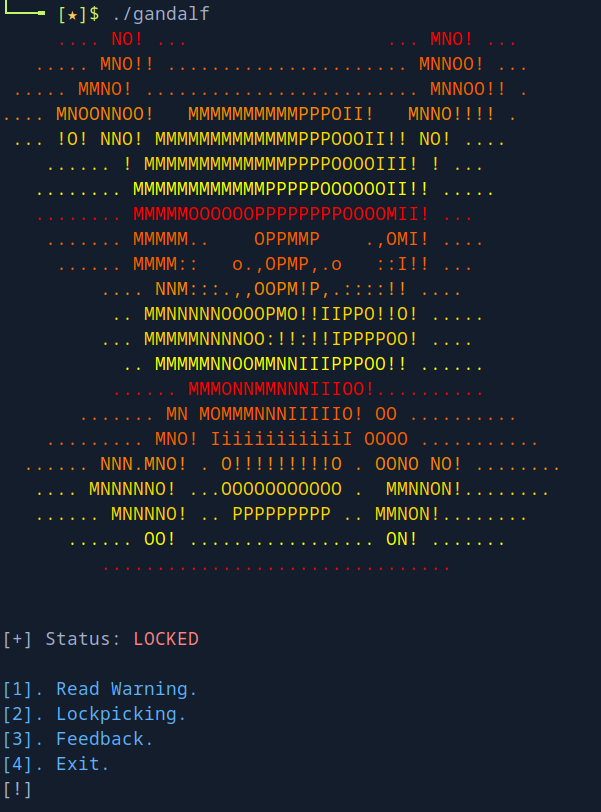 [★]$ ./gandalf
.... NO! ... ... MNO! ...
..... MNO!! ...................... MNNOO! ...
..... MMNO! ......................... MNNOO!! .
.... MNOONNOO! MMMMMMMMMMPPPOII! MNNO!!!! .
... !O! NNO! MMMMMMMMMMMMMPPPOOOII!! NO! ....
...... ! MMMMMMMMMMMMMPPPPOOOOIII! ! ...
........ MMMMMMMMMMMMPPPPPOOOOOOII!! .....
........ MMMMMOOOOOOPPPPPPPPOOOOMII! ...
....... MMMMM.. OPPMMP .,OMI! ....
...... MMMM:: o.,OPMP,.o ::I!! ...
.... NNM:::.,,OOPM!P,.::::!! ....
.. MMNNNNNOOOOPMO!!IIPPO!!O! .....
... MMMMMNNNNOO:!!:!!IPPPPOO! ....
.. MMMMMNNOOMMNNIIIPPPOO!! ......
...... MMMONNMMNNNIIIOO!..........
....... MN MOMMMNNNIIIIIO! OO ..........
......... MNO! IiiiiiiiiiiiI OOOO ...........
...... NNN.MNO! . O!!!!!!!!!O . OONO NO! ........
.... MNNNNNO! ...OOOOOOOOOOO . MMNNON!........
...... MNNNNO! .. PPPPPPPPP .. MMNON!........
...... OO! ................. ON! .......
................................
[+] Status: LOCKED
[1]. Read Warning.
[2]. Lockpicking.
[3]. Feedback.
[4]. Exit.
[!]